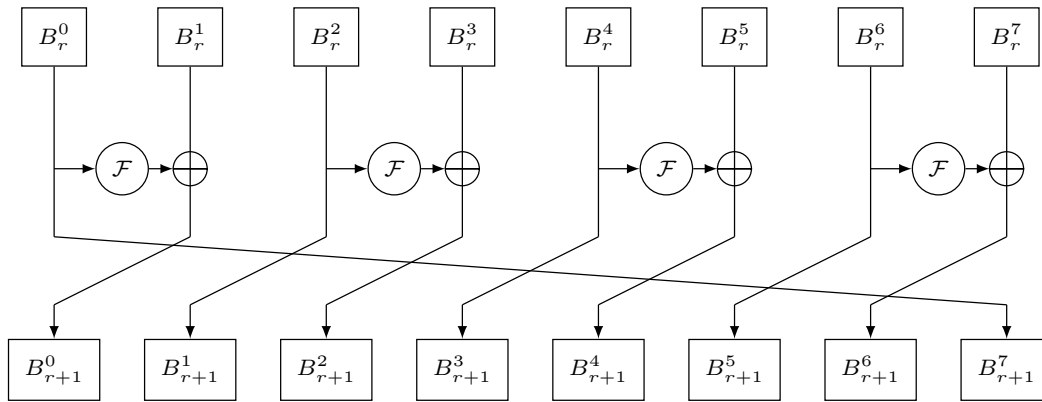 B_r^0 B_r^1 B_r^2 B_r^3 B_r^4 B_r^5 B_r^6 B_r^7
ℱ ℱ ℱ ℱ
B_{r+1}^0 B_{r+1}^1 B_{r+1}^2 B_{r+1}^3 B_{r+1}^4 B_{r+1}^5 B_{r+1}^6 B_{r+1}^7